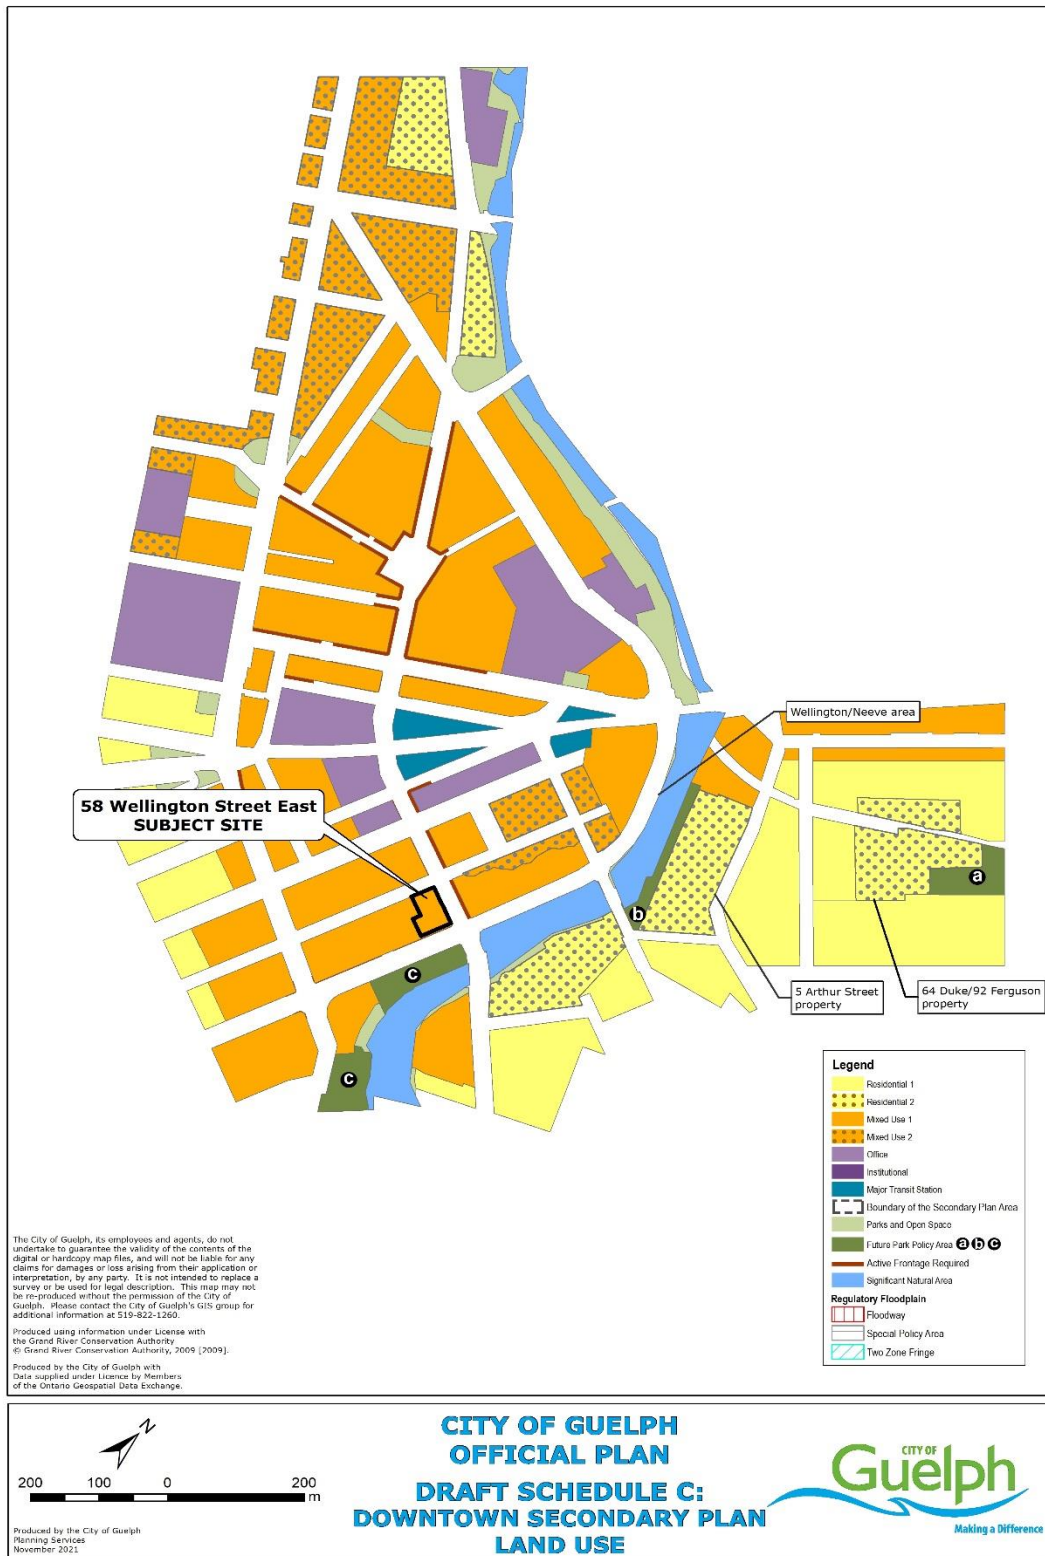 Wellington/Neeve area
58 Wellington Street East
SUBJECT SITE
a
b
c
5 Arthur Street
property
64 Duke/92 Ferguson
property
c
Legend
Residential 1
Residential 2
Mixed Use 1
Mixed Use 2
Office
Institutional
Major Transit Station
Boundary of the Secondary Plan Area
Parks and Open Space
Future Park Policy Area a b c
Active Frontage Required
Significant Natural Area
Regulatory Floodplain
Floodway
Special Policy Area
Two Zone Fringe
The City of Guelph, its employees and agents, do not
undertake to guarantee the validity of the contents of the
digital or hardcopy map files, and will not be liable for any
claims for damages or loss arising from their application or
interpretation, by any party. It is not intended to replace a
survey or be used for legal description. This map may not
be re-produced without the permission of the City of
Guelph. Please contact the City of Guelph's GIS group for
additional information at 519-822-1260.
Produced using information under License with
the Grand River Conservation Authority
© Grand River Conservation Authority, 2009 [2009].
Produced by the City of Guelph with
Data supplied under Licence by Members
of the Ontario Geospatial Data Exchange.
N
200 100 0 200
m
Produced by the City of Guelph
Planning Services
November 2021
CITY OF GUELPH
OFFICIAL PLAN
DRAFT SCHEDULE C:
DOWNTOWN SECONDARY PLAN
LAND USE
CITY OF
Guelph
Making a Difference